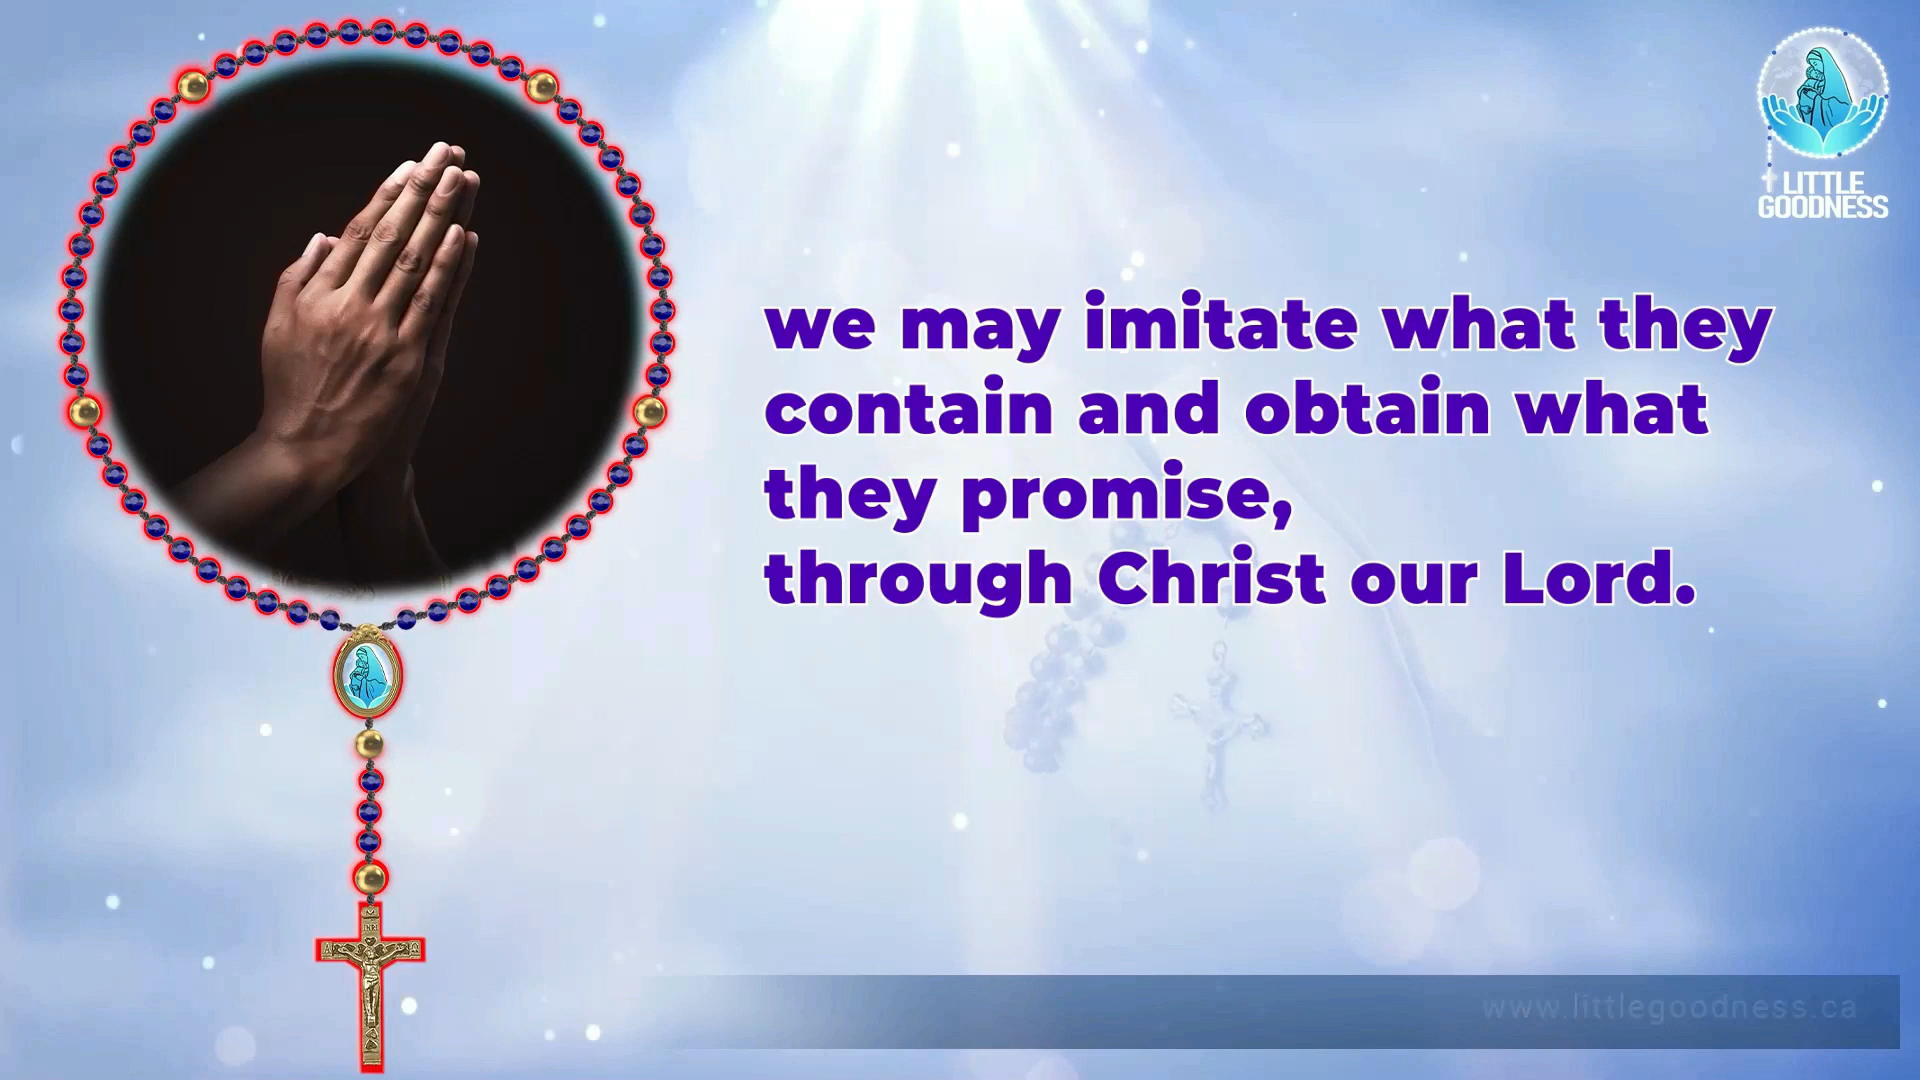 LITTLE
GOODNESS
we may imitate what they
contain and obtain what
they promise,
through Christ our Lord.
INRI
www.littlegoodness.ca